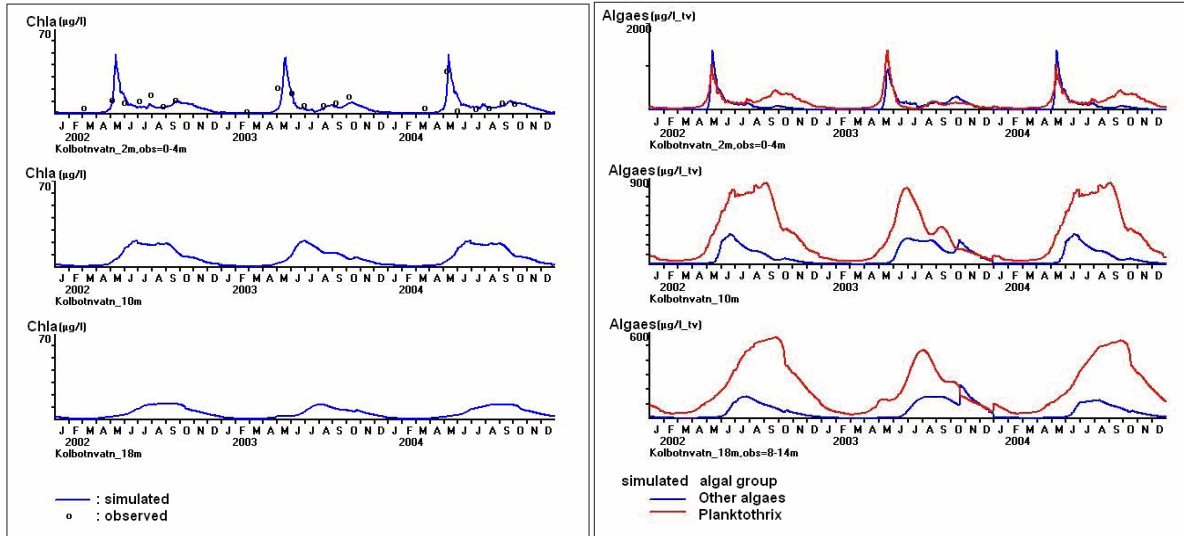 Chla(µg/l)
70
J F M A M J J A S O N D J F M A M J J A S O N D J F M A M J J A S O N D
2002 2003 2004
Kolbotnvatn_2m,obs=0-4m
Chla(µg/l)
70
J F M A M J J A S O N D J F M A M J J A S O N D J F M A M J J A S O N D
2002 2003 2004
Kolbotnvatn_10m
Chla(µg/l)
70
J F M A M J J A S O N D J F M A M J J A S O N D J F M A M J J A S O N D
2002 2003 2004
Kolbotnvatn_18m
: simulated
o : observed
Algaes(µg/l_tv)
2000
J F M A M J J A S O N D J F M A M J J A S O N D J F M A M J J A S O N D
2002 2003 2004
Kolbotnvatn_2m,obs=0-4m
Algaes(µg/l_tv)
900
J F M A M J J A S O N D J F M A M J J A S O N D J F M A M J J A S O N D
2002 2003 2004
Kolbotnvatn_10m
Algaes(µg/l_tv)
600
J F M A M J J A S O N D J F M A M J J A S O N D J F M A M J J A S O N D
2002 2003 2004
Kolbotnvatn_18m,obs=8-14m
simulated algal group
Other algaes
Planktothrix